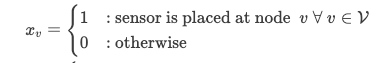 x_v = { 1 : sensor is placed at node v ∀ v ∈ 𝒱
0 : otherwise